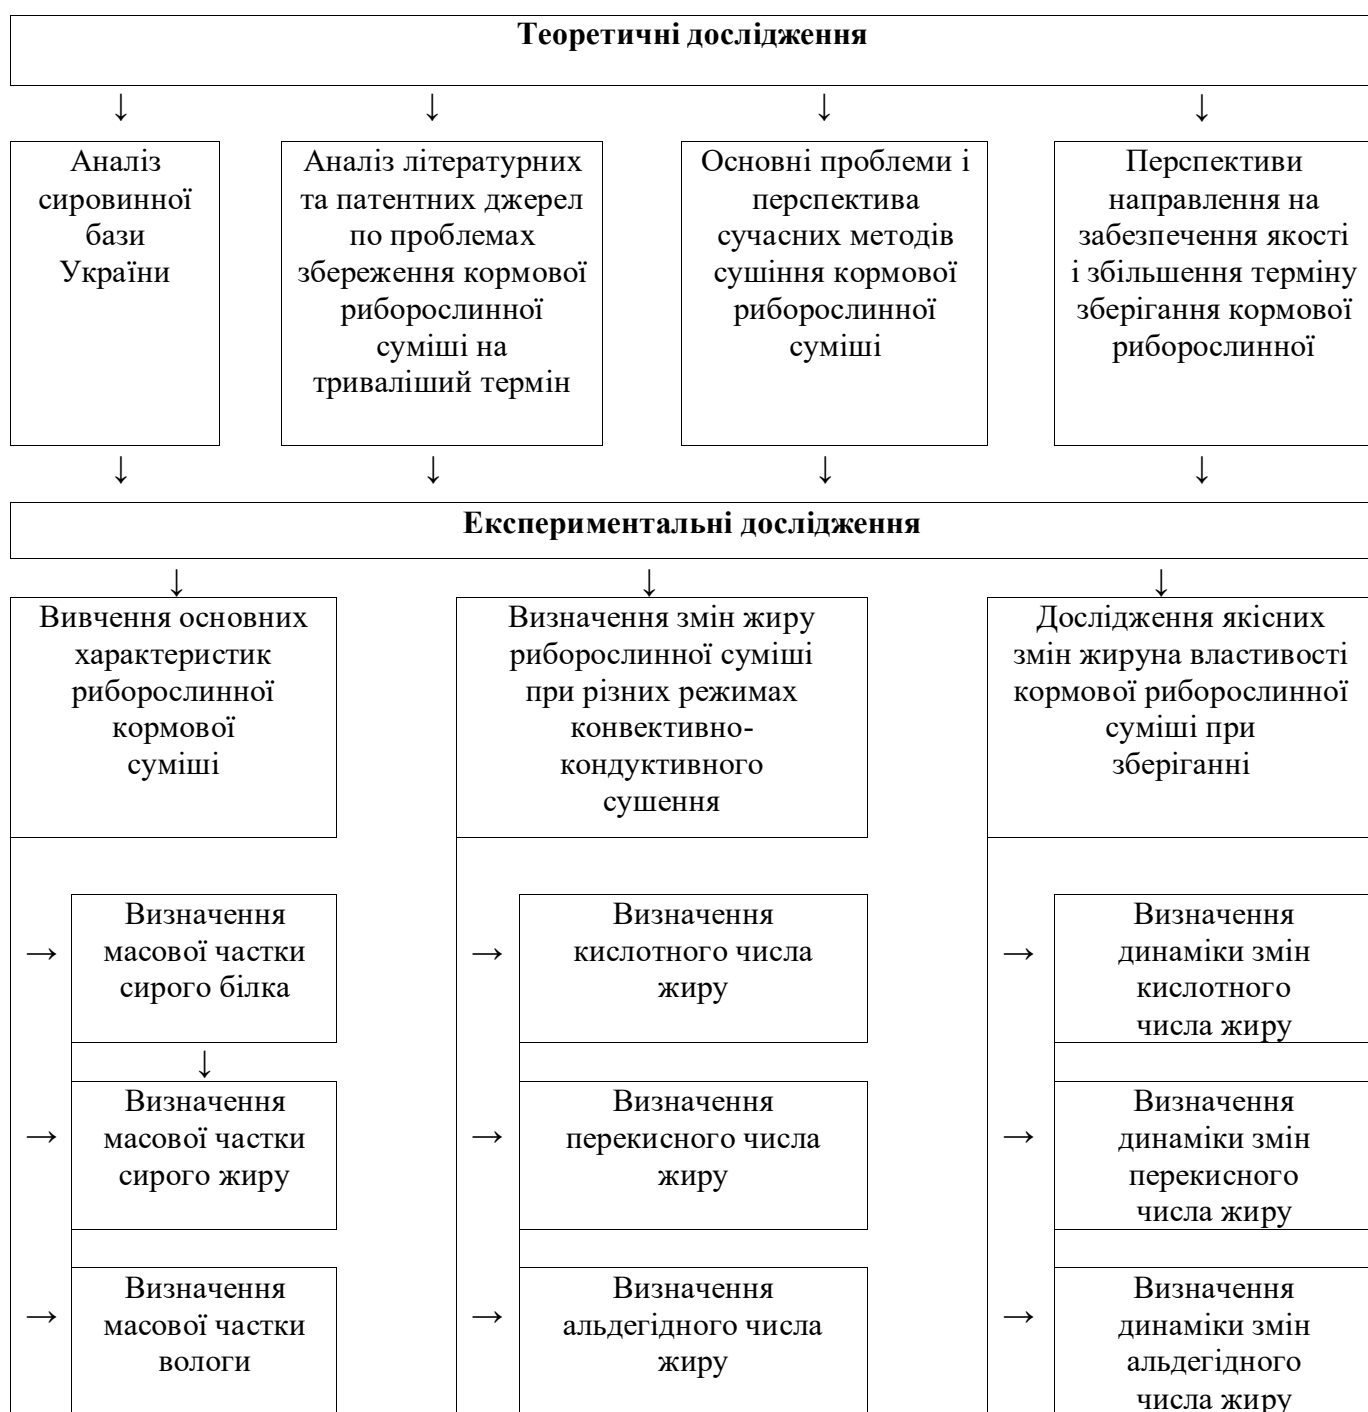 Теоретичні дослідження
↓ ↓ ↓ ↓
Аналіз
сировинної
бази
України
Аналіз літературних
та патентних джерел
по проблемах
збереження кормової
риборослинної
суміші на
триваліший термін
Основні проблеми і
перспектива
сучасних методів
сушіння кормової
риборослинної
суміші
Перспективи
направлення на
забезпечення якості
і збільшення терміну
зберігання кормової
риборослинної
↓ ↓ ↓ ↓
Експериментальні дослідження
↓ ↓ ↓
Вивчення основних
характеристик
риборослинної
кормової
суміші
Визначення змін жиру
риборослинної суміші
при різних режимах
конвективно-
кондуктивного
сушення
Дослідження якісних
змін жируна властивості
кормової риборослинної
суміші при
зберіганні
→
Визначення
масової частки
сирого білка
→
Визначення
кислотного числа
жиру
→
Визначення
динаміки змін
кислотного
числа жиру
↓
→
Визначення
масової частки
сирого жиру
→
Визначення
перекисного числа
жиру
→
Визначення
динаміки змін
перекисного
числа жиру
→
Визначення
масової частки
вологи
→
Визначення
альдегідного числа
жиру
→
Визначення
динаміки змін
альдегідного
числа жиру